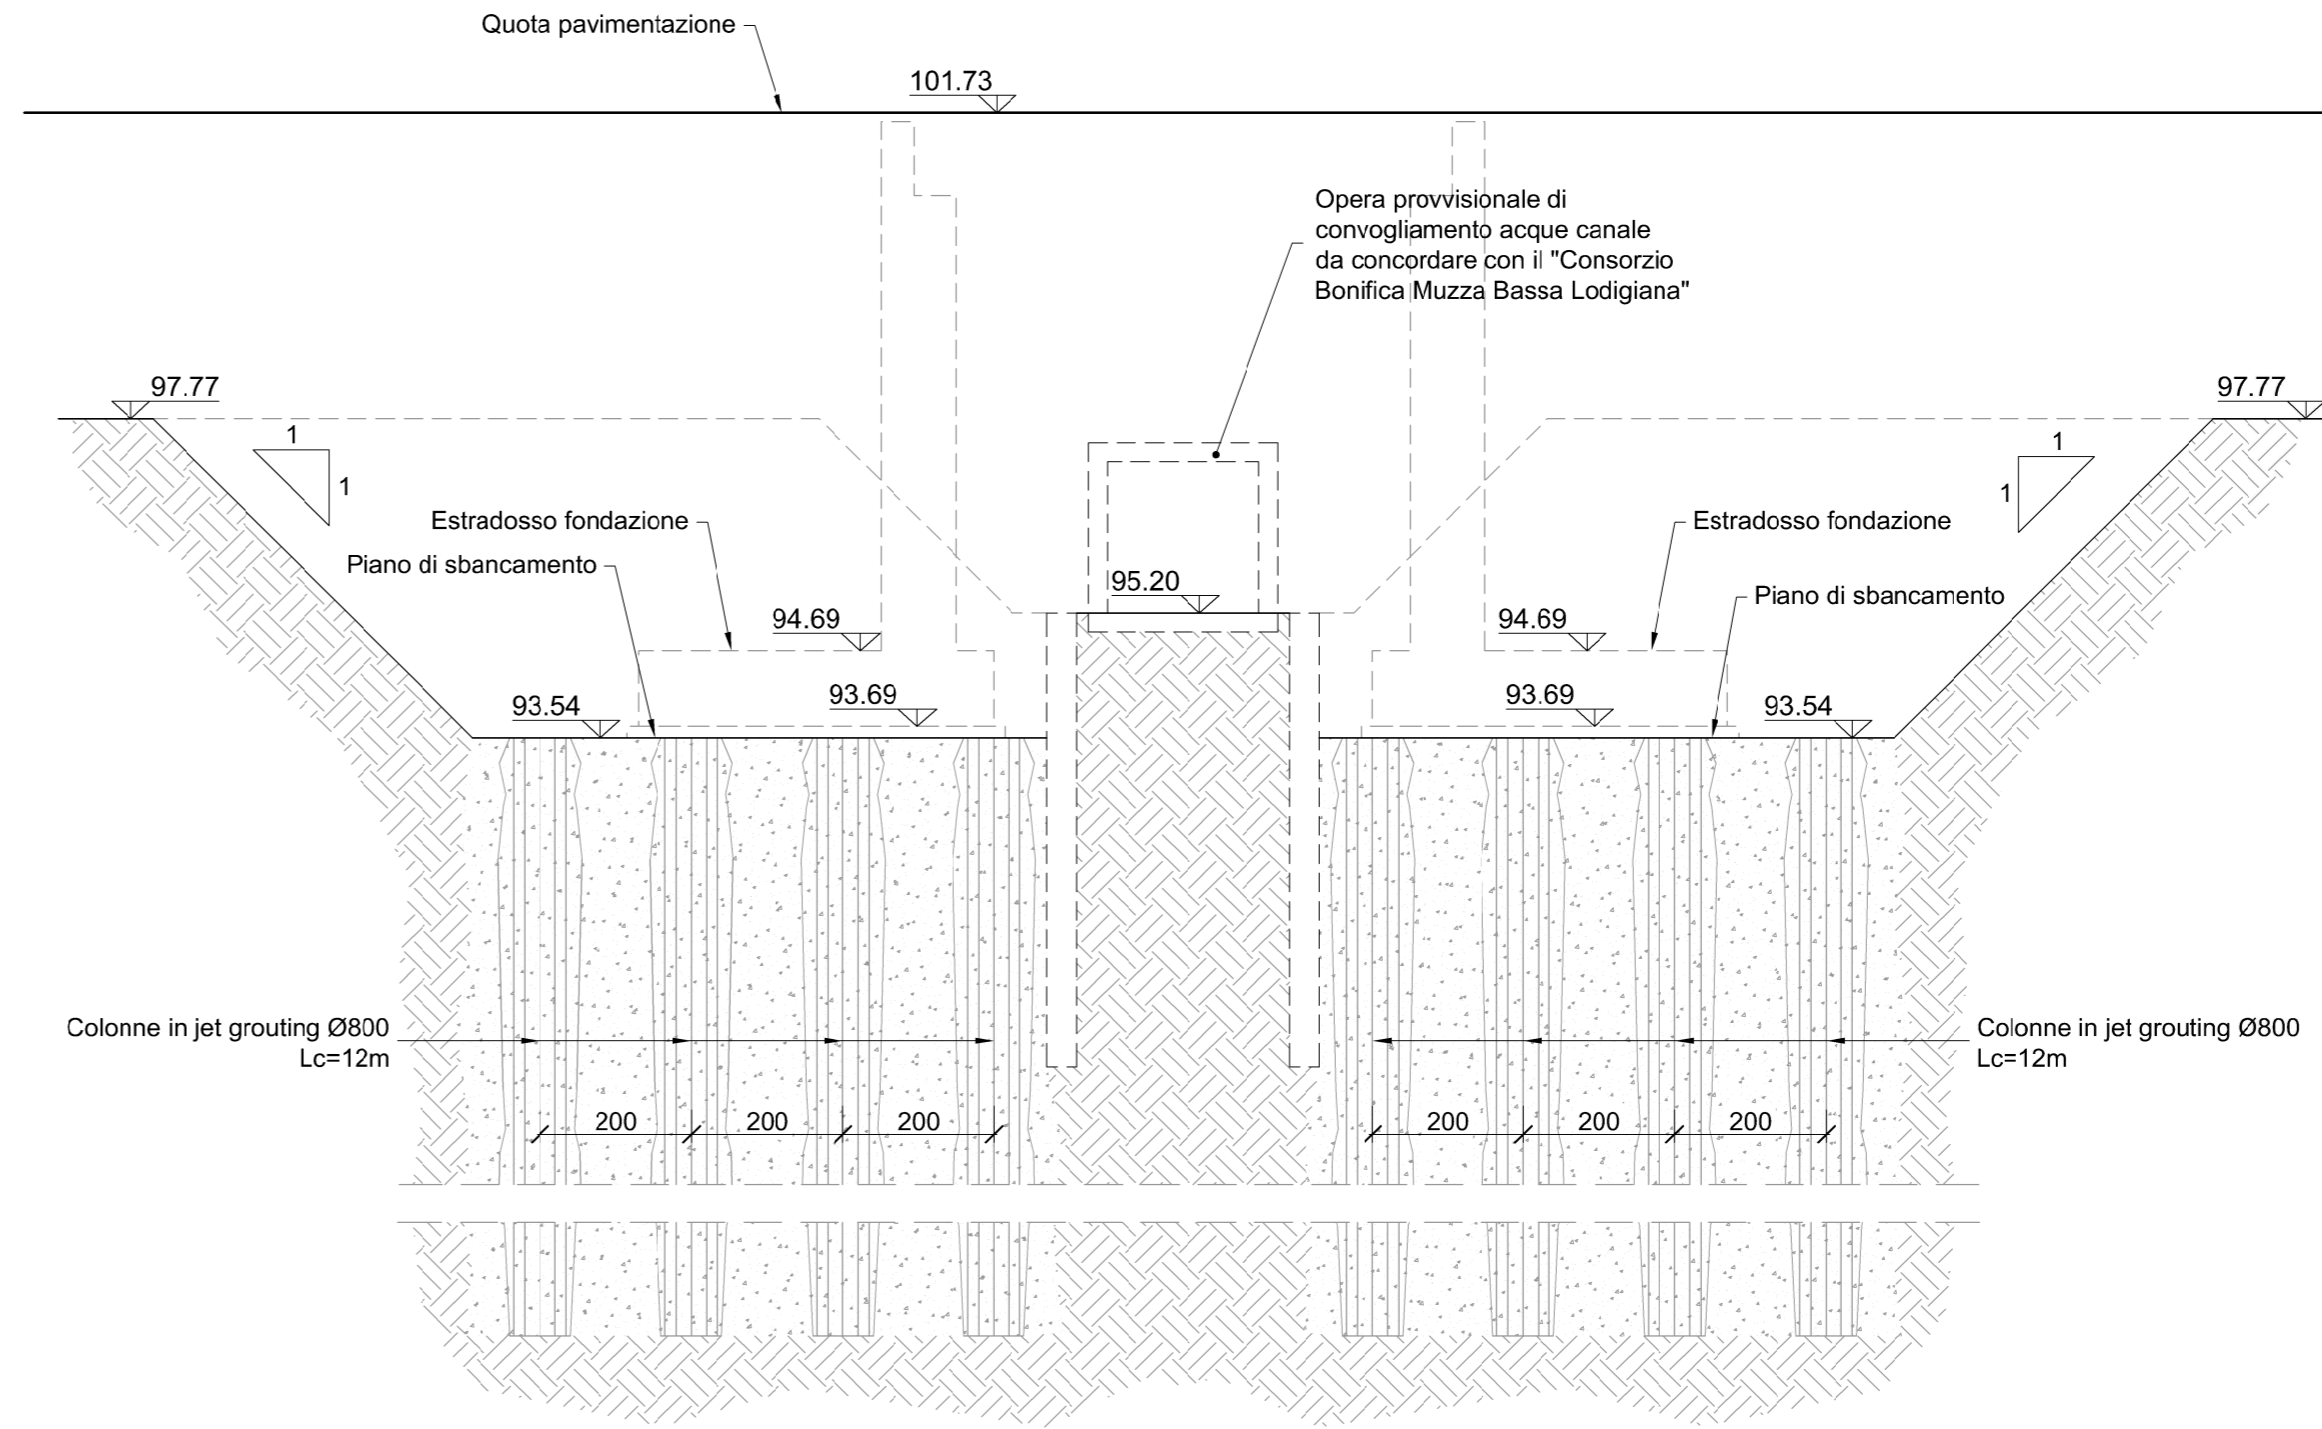 Quota pavimentazione
101.73
Opera provvisionale di
convogliamento acque canale
da concordare con il "Consorzio
Bonifica Muzza Bassa Lodigiana"
97.77
97.77
1
1
1
1
Estradosso fondazione
Estradosso fondazione
Piano di sbancamento
95.20
Piano di sbancamento
94.69
94.69
93.54
93.69
93.69
93.54
Colonne in jet grouting Ø800
Lc=12m
Colonne in jet grouting Ø800
Lc=12m
200
200
200
200
200
200